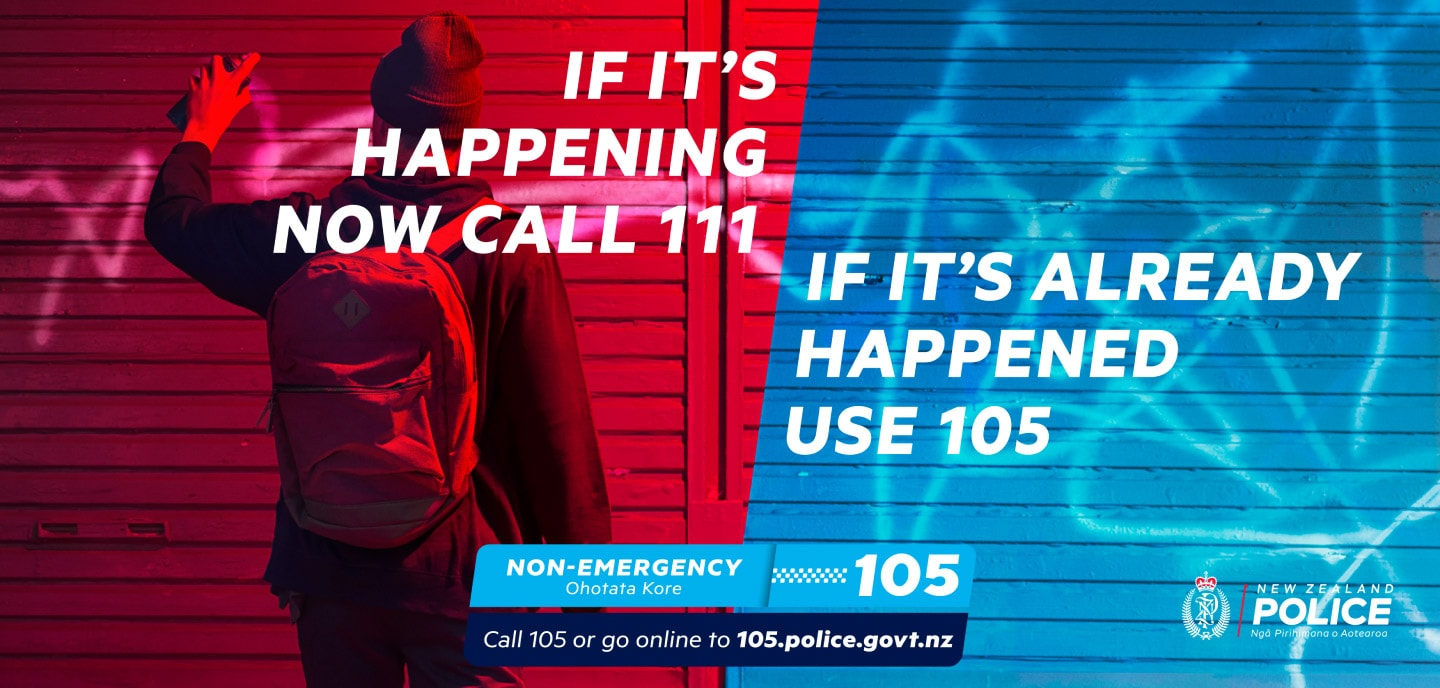 IF IT'S
HAPPENING
NOW CALL 111
IF IT'S ALREADY
HAPPENED
USE 105
NON-EMERGENCY
Ohotata Kore
105
Call 105 or go online to 105.police.govt.nz
NEW ZEALAND
POLICE
Ngā Pirihimana o Aotearoa